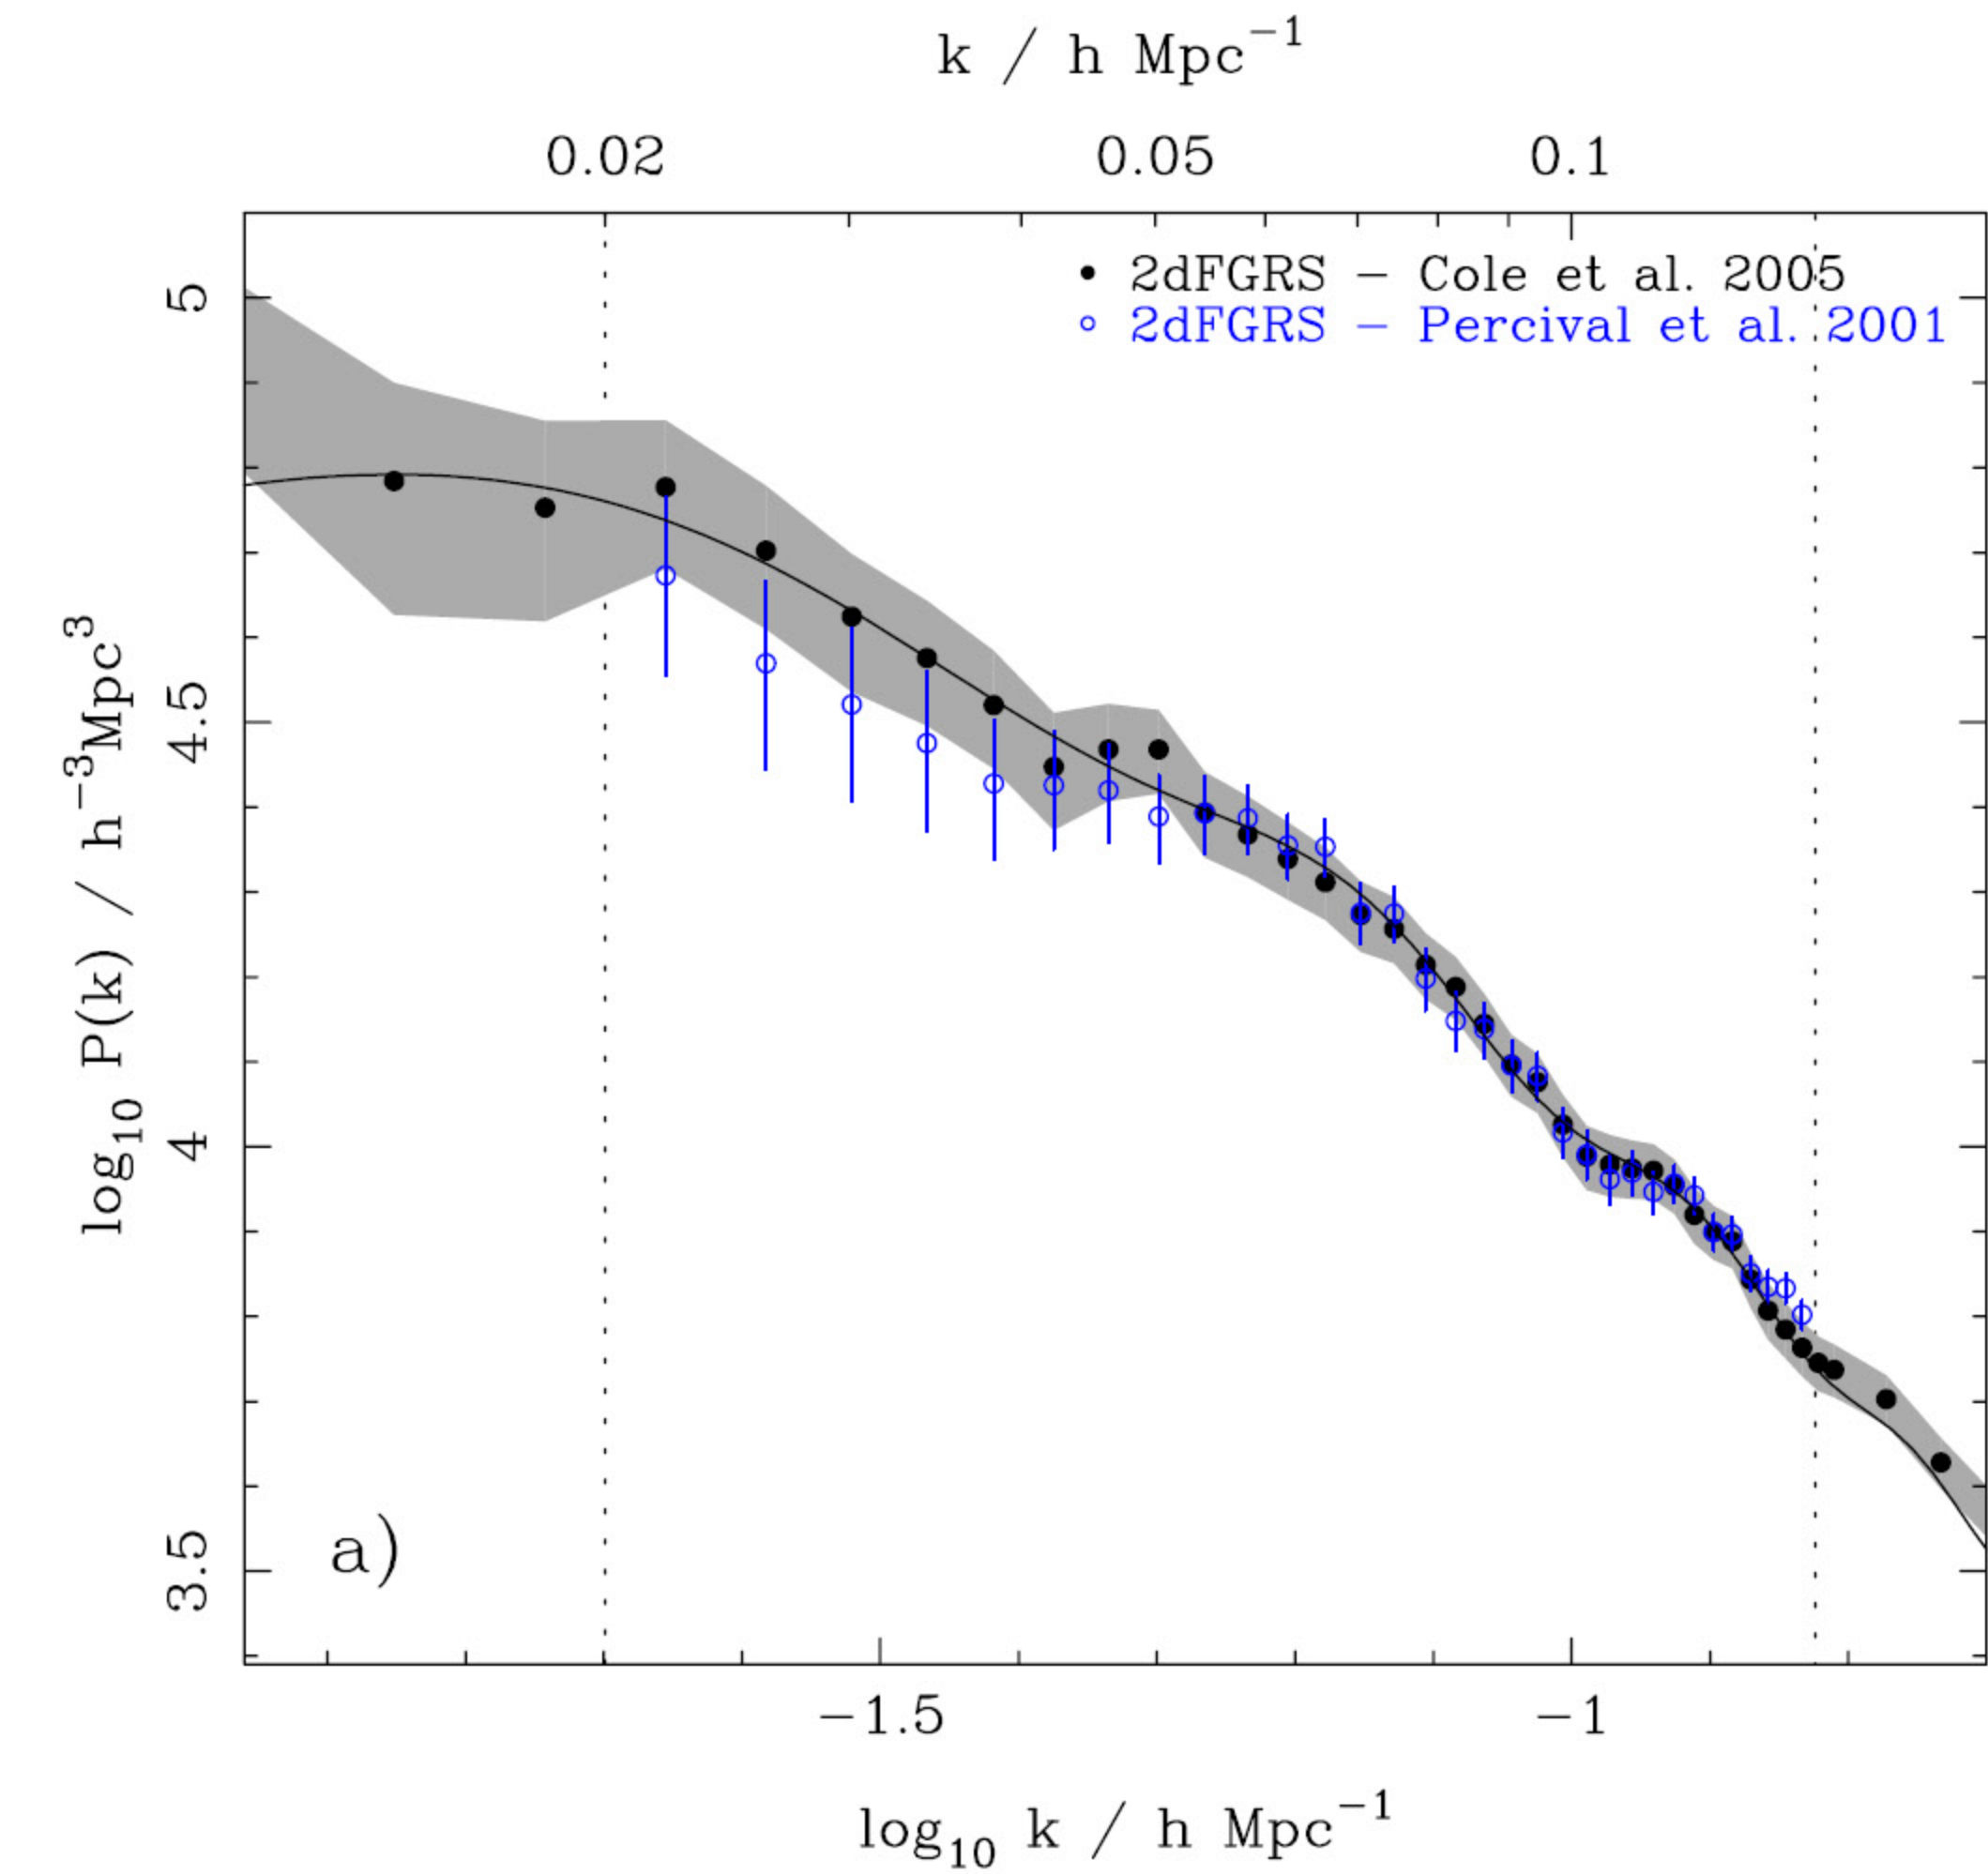 k / h Mpc⁻¹
0.02 0.05 0.1
2dFGRS – Cole et al. 2005
2dFGRS – Percival et al. 2001
5
4.5
4
3.5
log₁₀ P(k) / h⁻³Mpc³
a)
−1.5 −1
log₁₀ k / h Mpc⁻¹